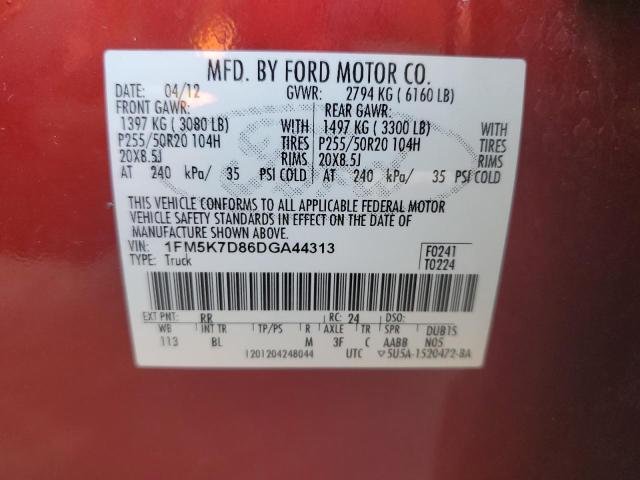 MFD. BY FORD MOTOR CO.
DATE: 04/12 GVWR: 2794 KG ( 6160 LB)
FRONT GAWR: REAR GAWR:
1397 KG ( 3080 LB) WITH 1497 KG ( 3300 LB) WITH
P255/50R20 104H TIRES P255/50R20 104H TIRES
20X8.5J RIMS 20X8.5J RIMS
AT 240 kPa/ 35 PSI COLD AT 240 kPa/ 35 PSI COLD
THIS VEHICLE CONFORMS TO ALL APPLICABLE FEDERAL MOTOR
VEHICLE SAFETY STANDARDS IN EFFECT ON THE DATE OF
MANUFACTURE SHOWN ABOVE.
VIN: 1FM5K7D86DGA44313 F0241
TYPE: Truck T0224
EXT PNT: RR RC: 24 DSO:
WB INT TR TP/PS R AXLE TR SPR DUB15
113 BL M 3F C AABB N05
1201204248044 UTC 5U5A-1520472-BA
Ford